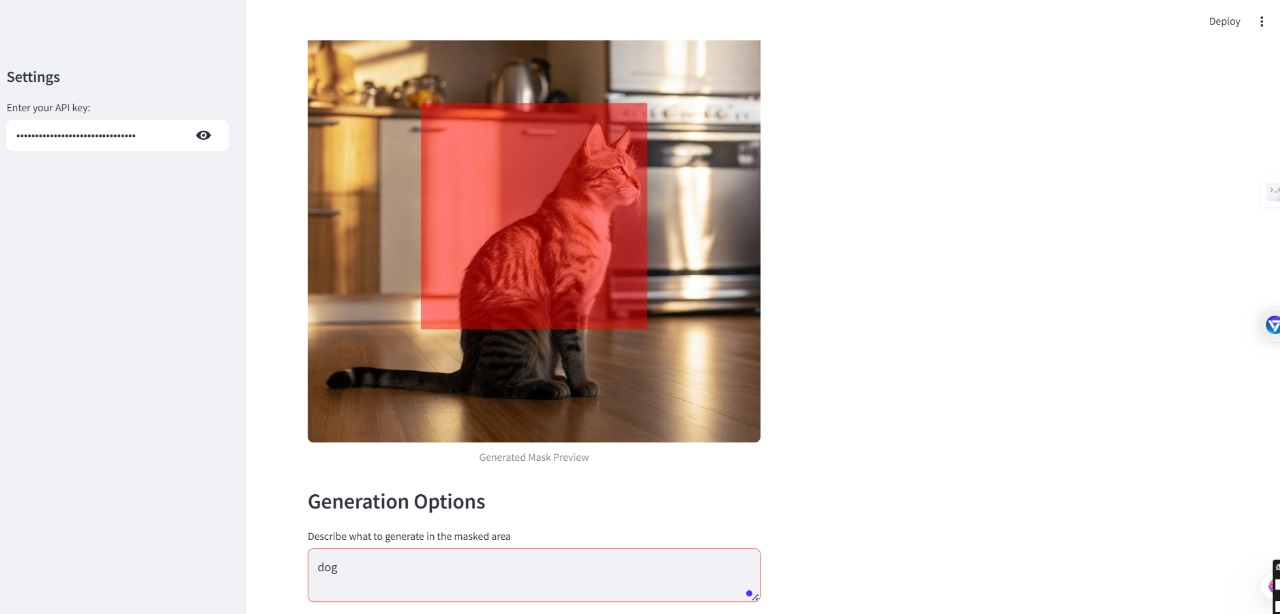 Deploy
Settings
Enter your API key:
Generated Mask Preview
Generation Options
Describe what to generate in the masked area
dog